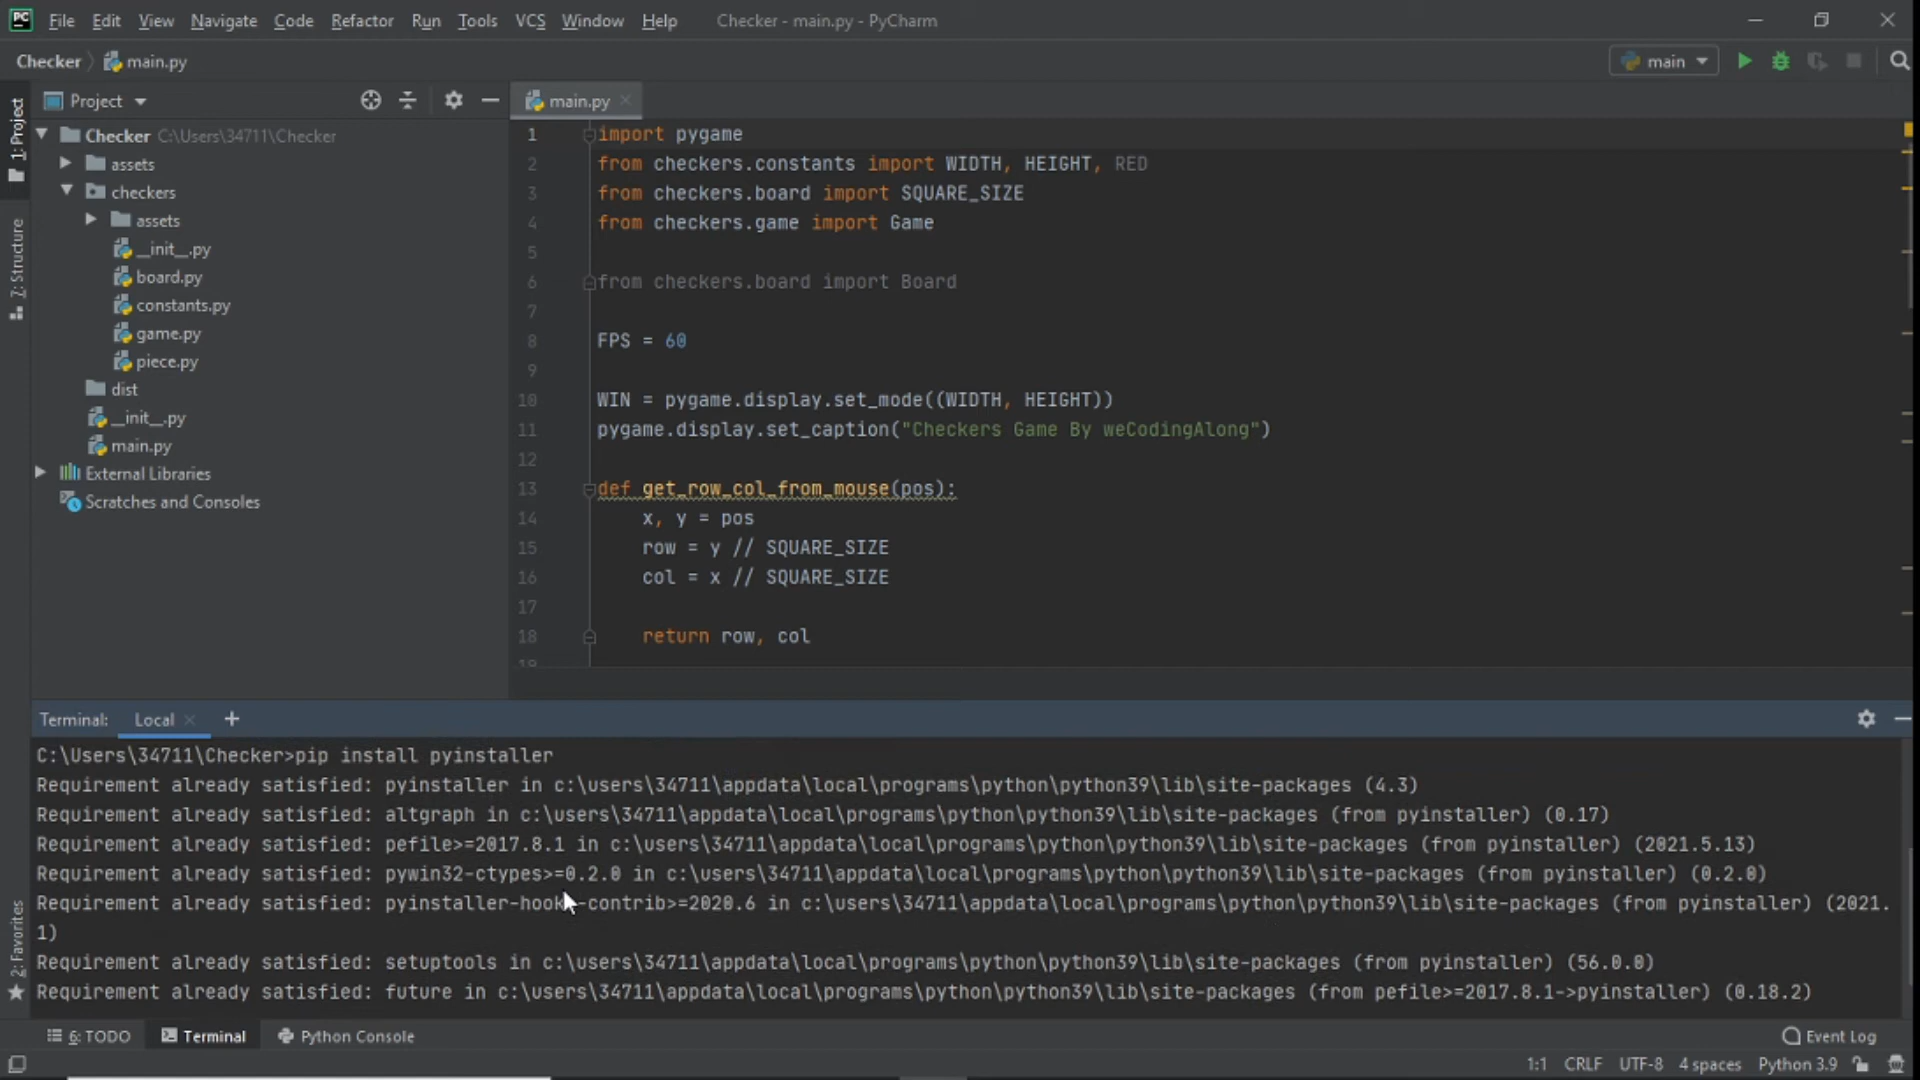 PC File Edit View Navigate Code Refactor Run Tools VCS Window Help Checker - main.py - PyCharm
Checker main.py main
1: Project
7: Structure
2: Favorites
Project
Checker C:\Users\34711\Checker
assets
checkers
assets
__init__.py
board.py
constants.py
game.py
piece.py
dist
__init__.py
main.py
External Libraries
Scratches and Consoles
main.py
1 import pygame
2 from checkers.constants import WIDTH, HEIGHT, RED
3 from checkers.board import SQUARE_SIZE
4 from checkers.game import Game
5
6 from checkers.board import Board
7
8 FPS = 60
9
10 WIN = pygame.display.set_mode((WIDTH, HEIGHT))
11 pygame.display.set_caption("Checkers Game By weCodingAlong")
12
13 def get_row_col_from_mouse(pos):
14 x, y = pos
15 row = y // SQUARE_SIZE
16 col = x // SQUARE_SIZE
17
18 return row, col
19
Terminal: Local +
C:\Users\34711\Checker>pip install pyinstaller
Requirement already satisfied: pyinstaller in c:\users\34711\appdata\local\programs\python\python39\lib\site-packages (4.3)
Requirement already satisfied: altgraph in c:\users\34711\appdata\local\programs\python\python39\lib\site-packages (from pyinstaller) (0.17)
Requirement already satisfied: pefile>=2017.8.1 in c:\users\34711\appdata\local\programs\python\python39\lib\site-packages (from pyinstaller) (2021.5.13)
Requirement already satisfied: pywin32-ctypes>=0.2.0 in c:\users\34711\appdata\local\programs\python\python39\lib\site-packages (from pyinstaller) (0.2.0)
Requirement already satisfied: pyinstaller-hooks-contrib>=2020.6 in c:\users\34711\appdata\local\programs\python\python39\lib\site-packages (from pyinstaller) (2021.
1)
Requirement already satisfied: setuptools in c:\users\34711\appdata\local\programs\python\python39\lib\site-packages (from pyinstaller) (56.0.0)
Requirement already satisfied: future in c:\users\34711\appdata\local\programs\python\python39\lib\site-packages (from pefile>=2017.8.1->pyinstaller) (0.18.2)
6: TODO Terminal Python Console Event Log
1:1 CRLF UTF-8 4 spaces Python 3.9